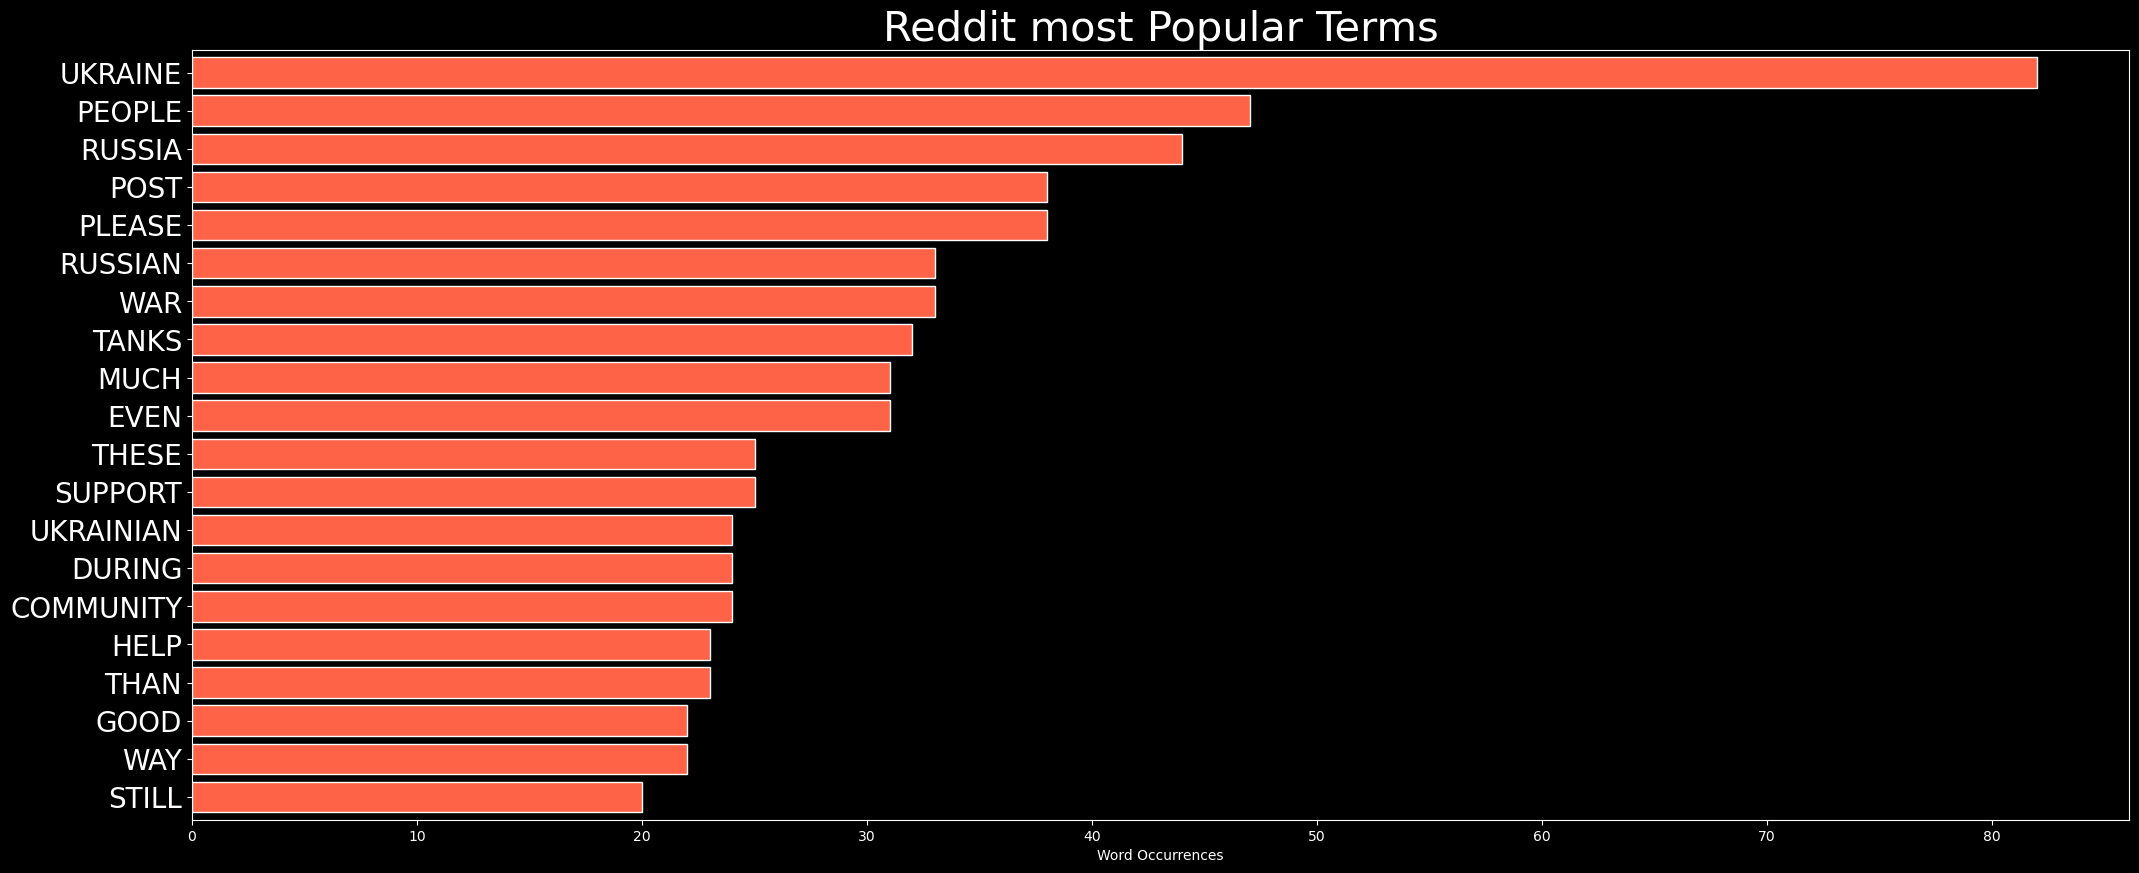 Reddit most Popular Terms
UKRAINE
PEOPLE
RUSSIA
POST
PLEASE
RUSSIAN
WAR
TANKS
MUCH
EVEN
THESE
SUPPORT
UKRAINIAN
DURING
COMMUNITY
HELP
THAN
GOOD
WAY
STILL
0 10 20 30 40 50 60 70 80
Word Occurrences